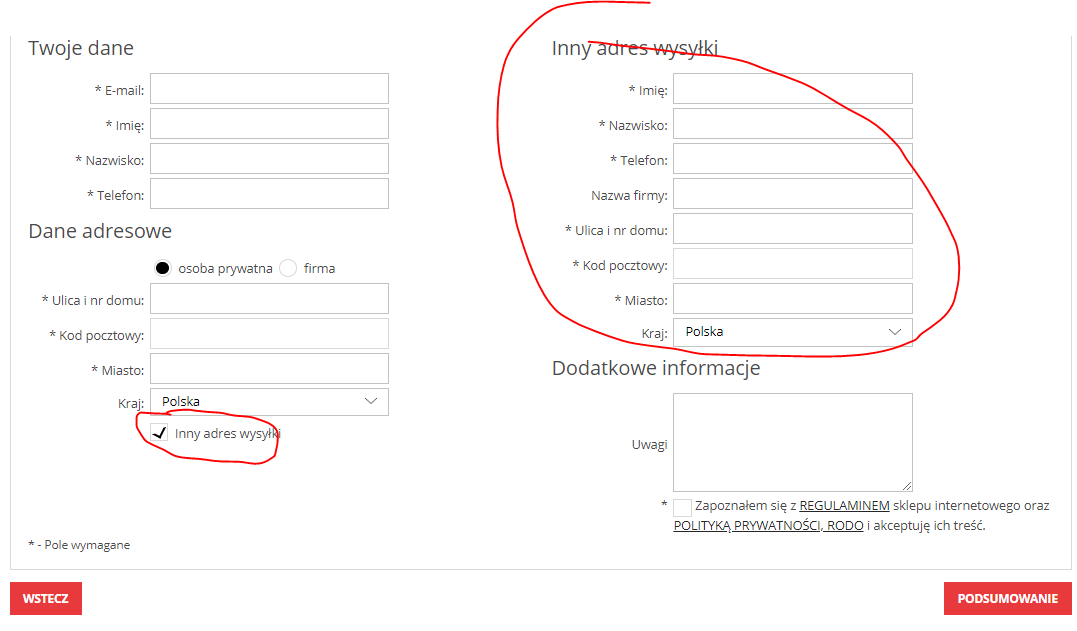 Twoje dane
* E-mail:
* Imię:
* Nazwisko:
* Telefon:
Dane adresowe
osoba prywatna firma
* Ulica i nr domu:
* Kod pocztowy:
* Miasto:
Kraj: Polska
Inny adres wysyłki
* - Pole wymagane
WSTECZ
Inny adres wysyłki
* Imię:
* Nazwisko:
* Telefon:
Nazwa firmy:
* Ulica i nr domu:
* Kod pocztowy:
* Miasto:
Kraj: Polska
Dodatkowe informacje
Uwagi
* Zapoznałem się z REGULAMINEM sklepu internetowego oraz
POLITYKĄ PRYWATNOŚCI, RODO i akceptuję ich treść.
PODSUMOWANIE